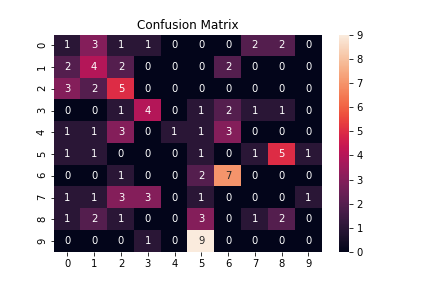 Confusion Matrix
0 1 3 1 1 0 0 0 2 2 0
1 2 4 2 0 0 0 2 0 0 0
2 3 2 5 0 0 0 0 0 0 0
3 0 0 1 4 0 1 2 1 1 0
4 1 1 3 0 1 1 3 0 0 0
5 1 1 0 0 0 1 0 1 5 1
6 0 0 1 0 0 2 7 0 0 0
7 1 1 3 3 0 1 0 0 0 1
8 1 2 1 0 0 3 0 1 2 0
9 0 0 0 1 0 9 0 0 0 0
0 1 2 3 4 5 6 7 8 9
9
8
7
6
5
4
3
2
1
0